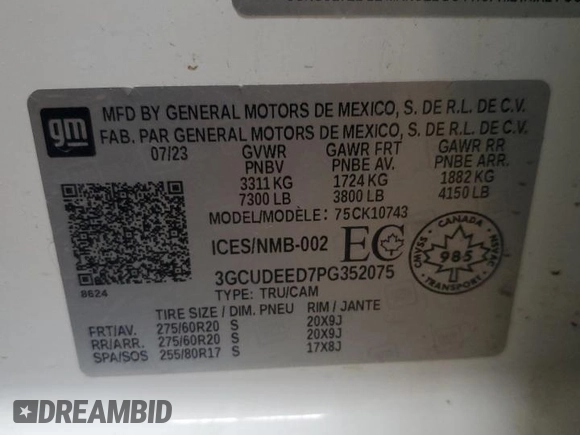 gm
MFD BY GENERAL MOTORS DE MEXICO, S. DE R.L. DE C.V.
FAB. PAR GENERAL MOTORS DE MEXICO, S. DE R.L. DE C.V.
07/23 GVWR GAWR FRT GAWR RR
PNBV PNBE AV. PNBE ARR.
3311 KG 1724 KG 1882 KG
7300 LB 3800 LB 4150 LB
MODEL/MODÈLE: 75CK10743
ICES/NMB-002 EC
CANADA
CMVSS 985 NSVAC
3GCUDEED7PG352075
8624
TYPE: TRU/CAM
TIRE SIZE / DIM. PNEU RIM / JANTE
FRT/AV. 275/60R20 S 20X9J
RR/ARR. 275/60R20 S 20X9J
SPA/SOS 255/80R17 S 17X8J
DREAMBID